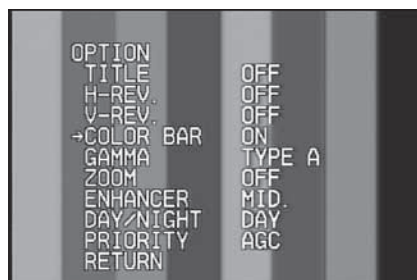 OPTION
TITLE OFF
H-REV. OFF
V-REV. OFF
→COLOR BAR ON
GAMMA TYPE A
ZOOM OFF
ENHANCER MID.
DAY/NIGHT DAY
PRIORITY AGC
RETURN